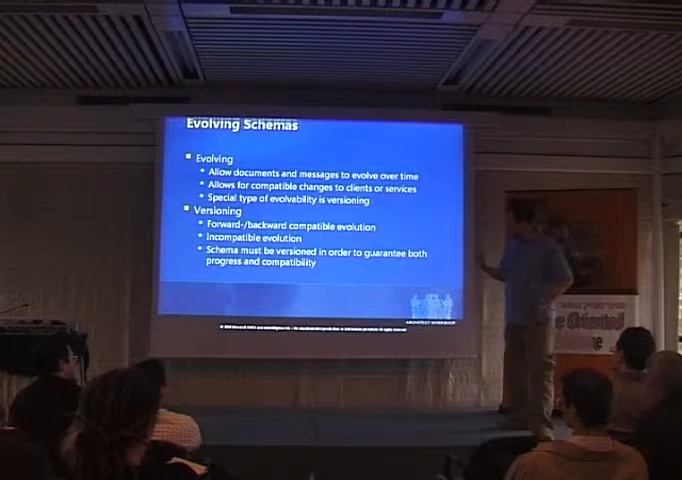 Evolving Schemas
Evolving
Allow documents and messages to evolve over time
Allows for compatible changes to clients or services
Special type of evolvability is versioning
Versioning
Forward-/backward compatible evolution
Incompatible evolution
Schema must be versioned in order to guarantee both
progress and compatibility
ARCHITECT WORKSHOP